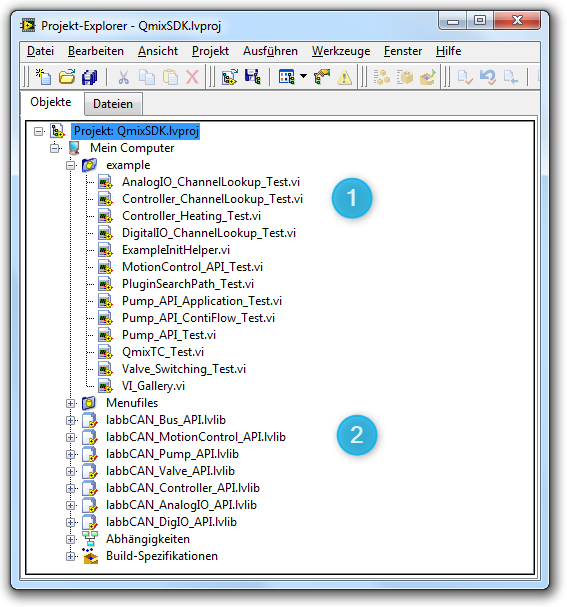 Projekt-Explorer - QmixSDK.lvproj
Datei Bearbeiten Ansicht Projekt Ausführen Werkzeuge Fenster Hilfe
Objekte Dateien
Projekt: QmixSDK.lvproj
Mein Computer
example
AnalogIO_ChannelLookup_Test.vi
Controller_ChannelLookup_Test.vi
1
Controller_Heating_Test.vi
DigitalIO_ChannelLookup_Test.vi
ExampleInitHelper.vi
MotionControl_API_Test.vi
PluginSearchPath_Test.vi
Pump_API_Application_Test.vi
Pump_API_ContiFlow_Test.vi
Pump_API_Test.vi
QmixTC_Test.vi
Valve_Switching_Test.vi
VI_Gallery.vi
Menufiles
labbCAN_Bus_API.lvlib
labbCAN_MotionControl_API.lvlib
2
labbCAN_Pump_API.lvlib
labbCAN_Valve_API.lvlib
labbCAN_Controller_API.lvlib
labbCAN_AnalogIO_API.lvlib
labbCAN_DigIO_API.lvlib
Abhängigkeiten
Build-Spezifikationen